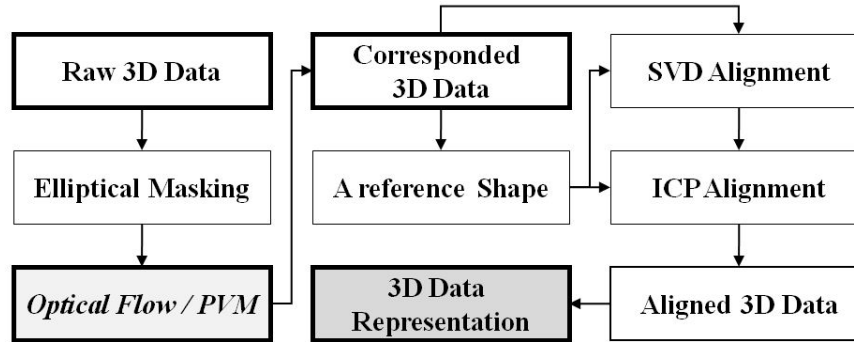 Raw 3D Data
Elliptical Masking
Optical Flow / PVM
Corresponded
3D Data
A reference Shape
3D Data
Representation
SVD Alignment
ICP Alignment
Aligned 3D Data